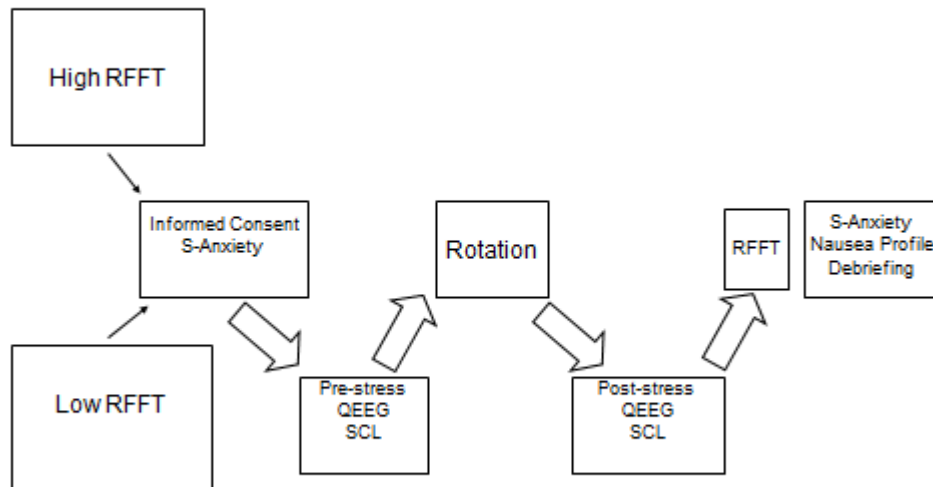 High RFFT
Informed Consent
S-Anxiety
Low RFFT
Pre-stress
QEEG
SCL
Rotation
Post-stress
QEEG
SCL
RFFT
S-Anxiety
Nausea Profile
Debriefing